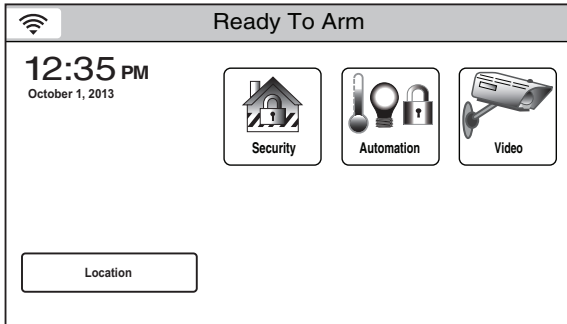 Ready To Arm
12:35 PM
October 1, 2013
Security
Automation
Video
Location